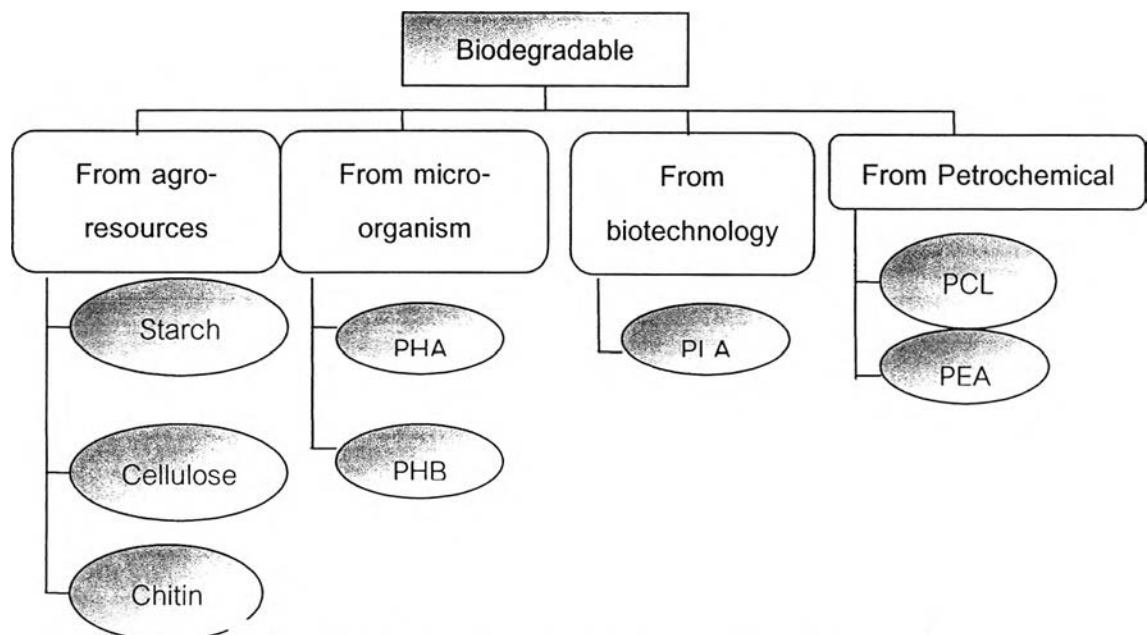 Biodegradable
From agro-
resources
Starch
Cellulose
Chitin
From micro-
organism
PHA
PHB
From
biotechnology
PLA
From Petrochemical
PCL
PEA